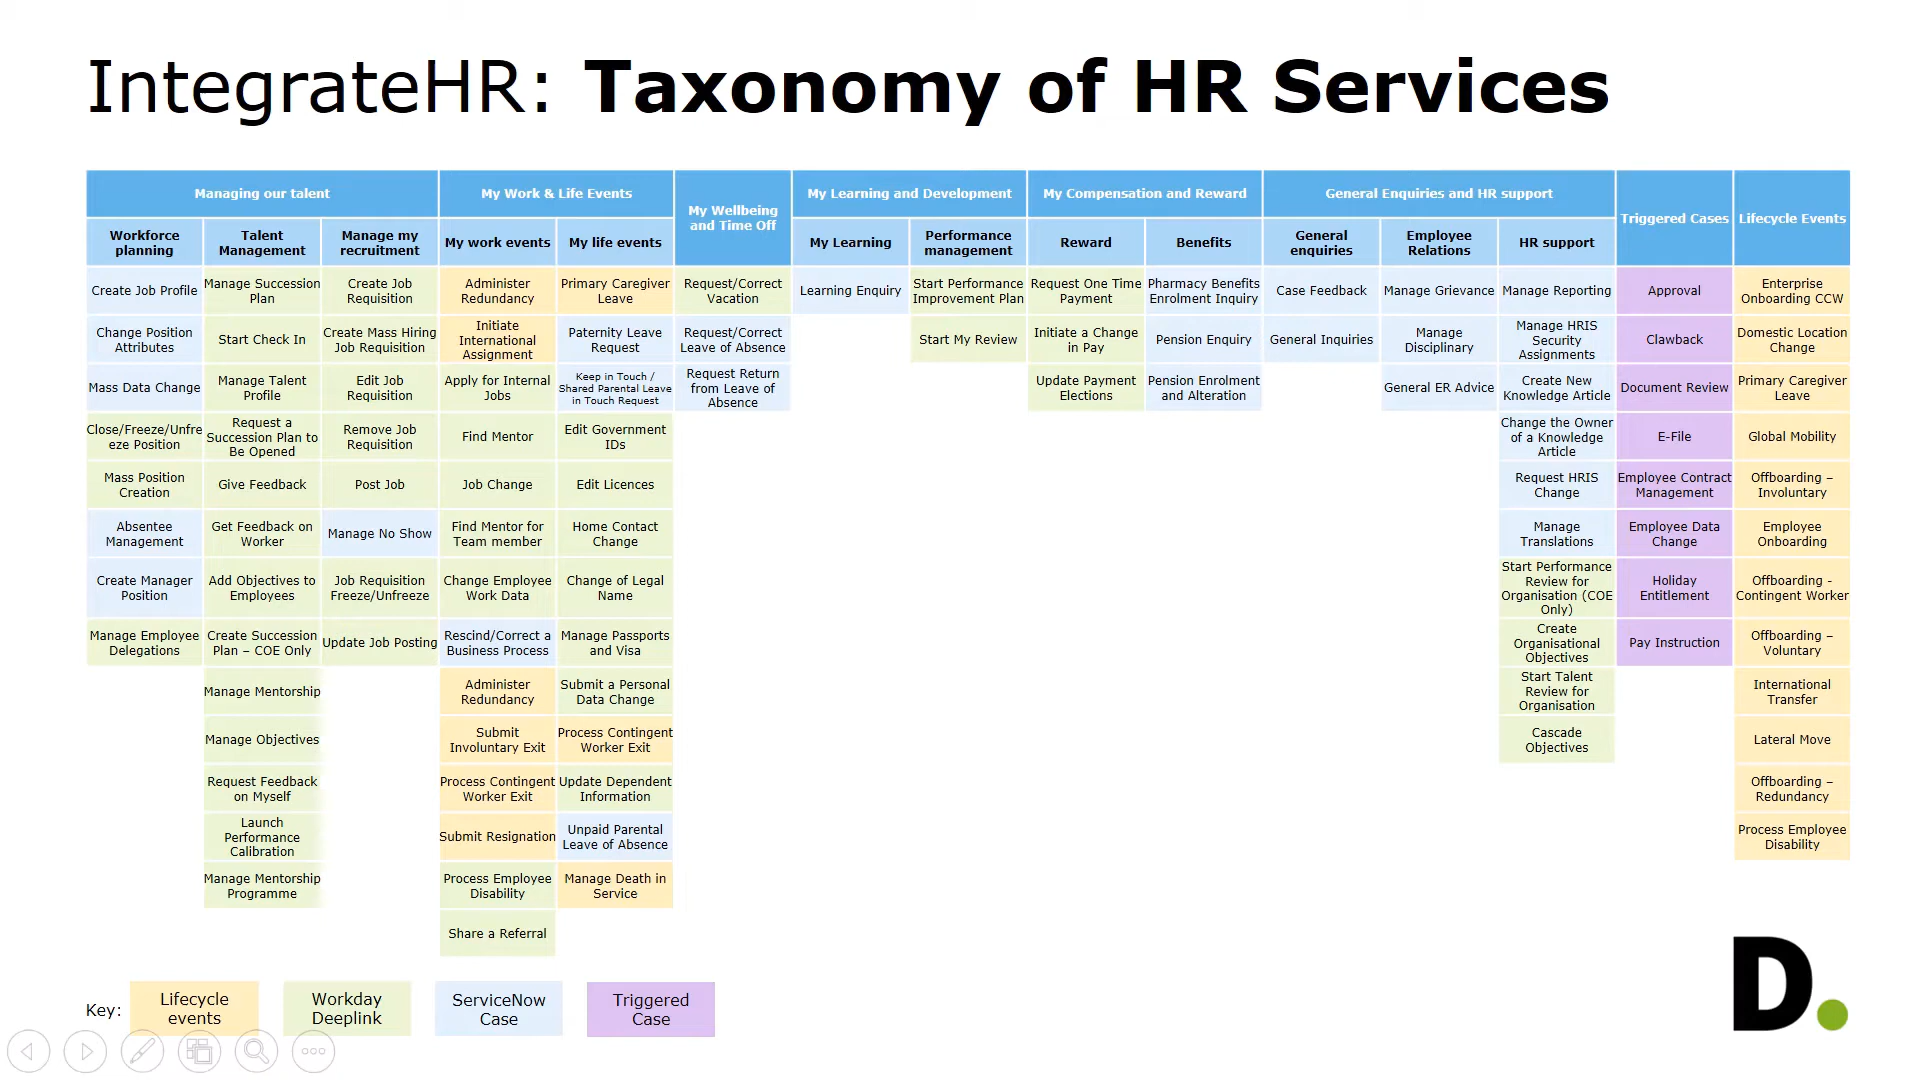 IntegrateHR: Taxonomy of HR Services
Managing our talent
My Work & Life Events
My Wellbeing
and Time Off
My Learning and Development
My Compensation and Reward
General Enquiries and HR support
Triggered Cases
Lifecycle Events
Workforce
planning
Talent
Management
Manage my
recruitment
My work events
My life events
My Learning
Performance
management
Reward
Benefits
General
enquiries
Employee
Relations
HR support
Create Job Profile
Manage Succession
Plan
Create Job
Requisition
Administer
Redundancy
Primary Caregiver
Leave
Request/Correct
Vacation
Learning Enquiry
Start Performance
Improvement Plan
Request One Time
Payment
Pharmacy Benefits
Enrolment Inquiry
Case Feedback
Manage Grievance
Manage Reporting
Approval
Enterprise
Onboarding CCW
Change Position
Attributes
Start Check In
Create Mass Hiring
Job Requisition
Initiate
International
Assignment
Paternity Leave
Request
Request/Correct
Leave of Absence
Start My Review
Initiate a Change
in Pay
Pension Enquiry
General Inquiries
Manage
Disciplinary
Manage HRIS
Security
Assignments
Clawback
Domestic Location
Change
Mass Data Change
Manage Talent
Profile
Edit Job
Requisition
Apply for Internal
Jobs
Keep in Touch /
Shared Parental Leave
in Touch Request
Request Return
from Leave of
Absence
Update Payment
Elections
Pension Enrolment
and Alteration
General ER Advice
Create New
Knowledge Article
Document Review
Primary Caregiver
Leave
Close/Freeze/Unfre
eze Position
Request a
Succession Plan to
Be Opened
Remove Job
Requisition
Find Mentor
Edit Government
IDs
Change the Owner
of a Knowledge
Article
E-File
Global Mobility
Mass Position
Creation
Give Feedback
Post Job
Job Change
Edit Licences
Request HRIS
Change
Employee Contract
Management
Offboarding –
Involuntary
Absentee
Management
Get Feedback on
Worker
Manage No Show
Find Mentor for
Team member
Home Contact
Change
Manage
Translations
Employee Data
Change
Employee
Onboarding
Create Manager
Position
Add Objectives to
Employees
Job Requisition
Freeze/Unfreeze
Change Employee
Work Data
Change of Legal
Name
Start Performance
Review for
Organisation (COE
Only)
Holiday
Entitlement
Offboarding -
Contingent Worker
Manage Employee
Delegations
Create Succession
Plan – COE Only
Update Job Posting
Rescind/Correct a
Business Process
Manage Passports
and Visa
Create
Organisational
Objectives
Pay Instruction
Offboarding –
Voluntary
Manage Mentorship
Administer
Redundancy
Submit a Personal
Data Change
Start Talent
Review for
Organisation
International
Transfer
Manage Objectives
Submit
Involuntary Exit
Process Contingent
Worker Exit
Cascade
Objectives
Lateral Move
Request Feedback
on Myself
Process Contingent
Worker Exit
Update Dependent
Information
Offboarding –
Redundancy
Launch
Performance
Calibration
Submit Resignation
Unpaid Parental
Leave of Absence
Process Employee
Disability
Manage Mentorship
Programme
Process Employee
Disability
Manage Death in
Service
Share a Referral
Key:
Lifecycle
events
Workday
Deeplink
ServiceNow
Case
Triggered
Case
D.